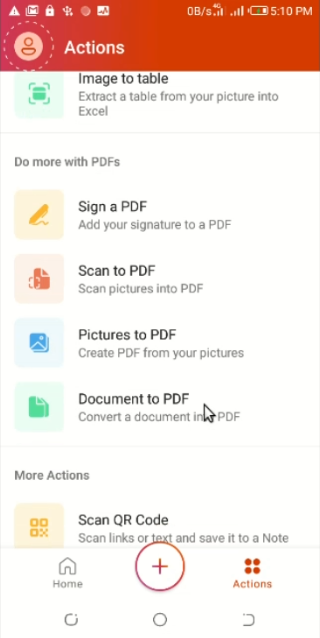 0B/s 4G 5:10 PM
Actions
Image to table
Extract a table from your picture into
Excel
Do more with PDFs
Sign a PDF
Add your signature to a PDF
Scan to PDF
Scan pictures into PDF
Pictures to PDF
Create PDF from your pictures
Document to PDF
Convert a document into PDF
More Actions
Scan QR Code
Scan links or text and save it to a Note
Home
Actions